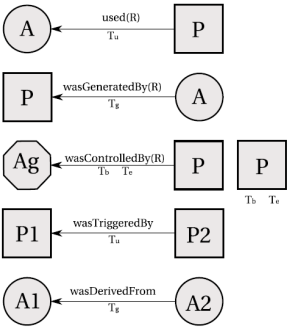 used(R)
A P
Tu
wasGeneratedBy(R)
P A
Tg
wasControlledBy(R)
Ag P P
Tb Te
Tb Te
wasTriggeredBy
P1 P2
Tu
wasDerivedFrom
A1 A2
Tg